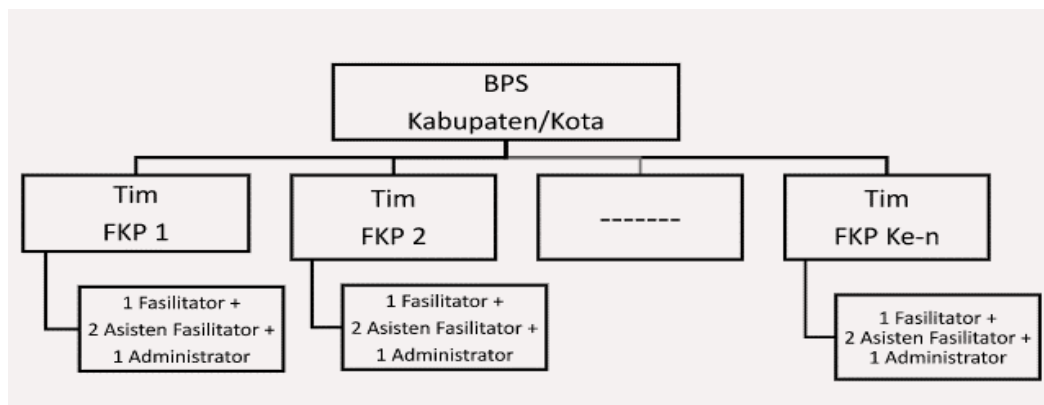 BPS
Kabupaten/Kota
Tim
FKP 1
Tim
FKP 2
-------
Tim
FKP Ke-n
1 Fasilitator +
2 Asisten Fasilitator +
1 Administrator
1 Fasilitator +
2 Asisten Fasilitator +
1 Administrator
1 Fasilitator +
2 Asisten Fasilitator +
1 Administrator